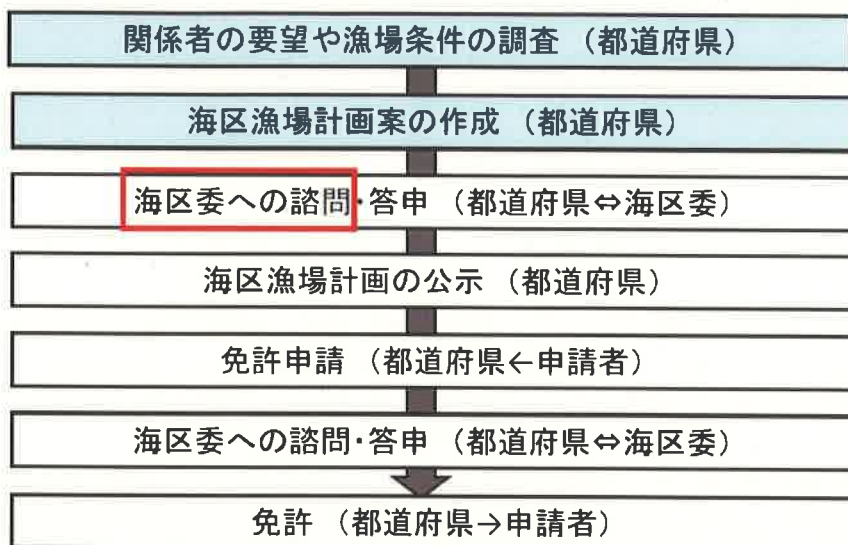 関係者の要望や漁場条件の調査 （都道府県）
海区漁場計画案の作成 （都道府県）
海区委への諮問・答申 （都道府県⇔海区委）
海区漁場計画の公示 （都道府県）
免許申請 （都道府県←申請者）
海区委への諮問・答申 （都道府県⇔海区委）
免許 （都道府県→申請者）